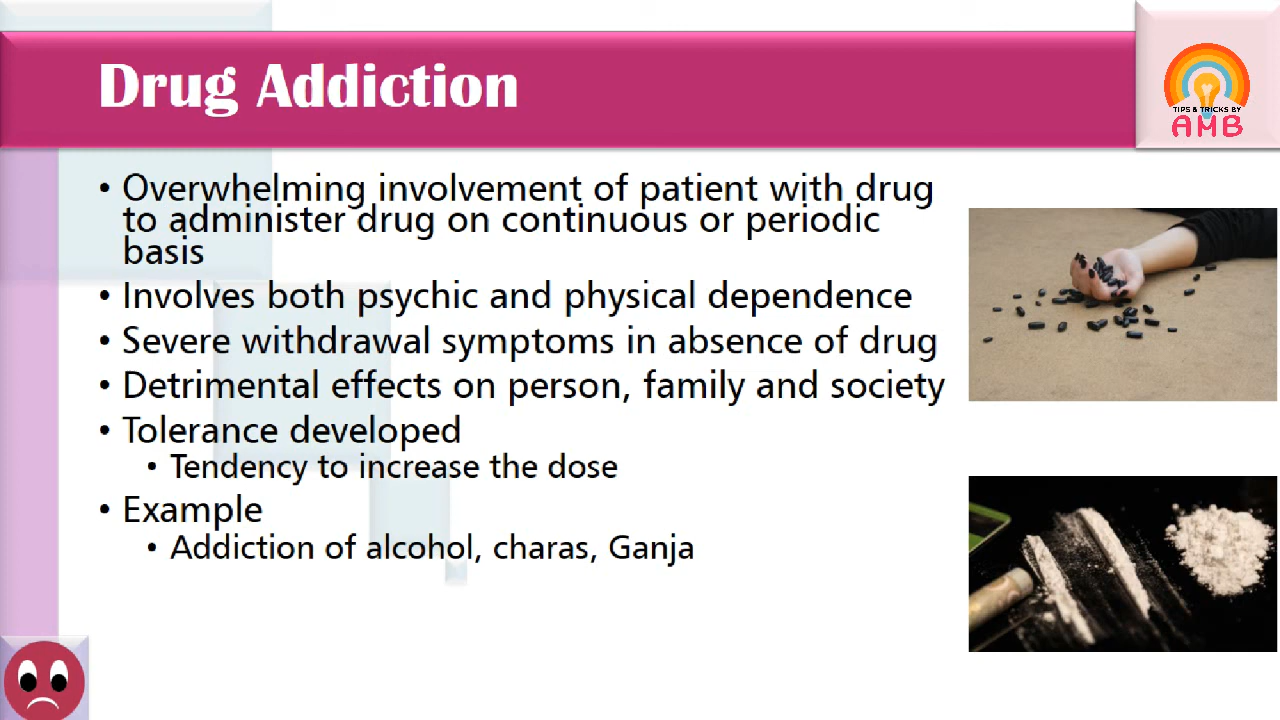 Drug Addiction
TIPS & TRICKS BY
AMB
• Overwhelming involvement of patient with drug
to administer drug on continuous or periodic
basis
• Involves both psychic and physical dependence
• Severe withdrawal symptoms in absence of drug
• Detrimental effects on person, family and society
• Tolerance developed
• Tendency to increase the dose
• Example
• Addiction of alcohol, charas, Ganja